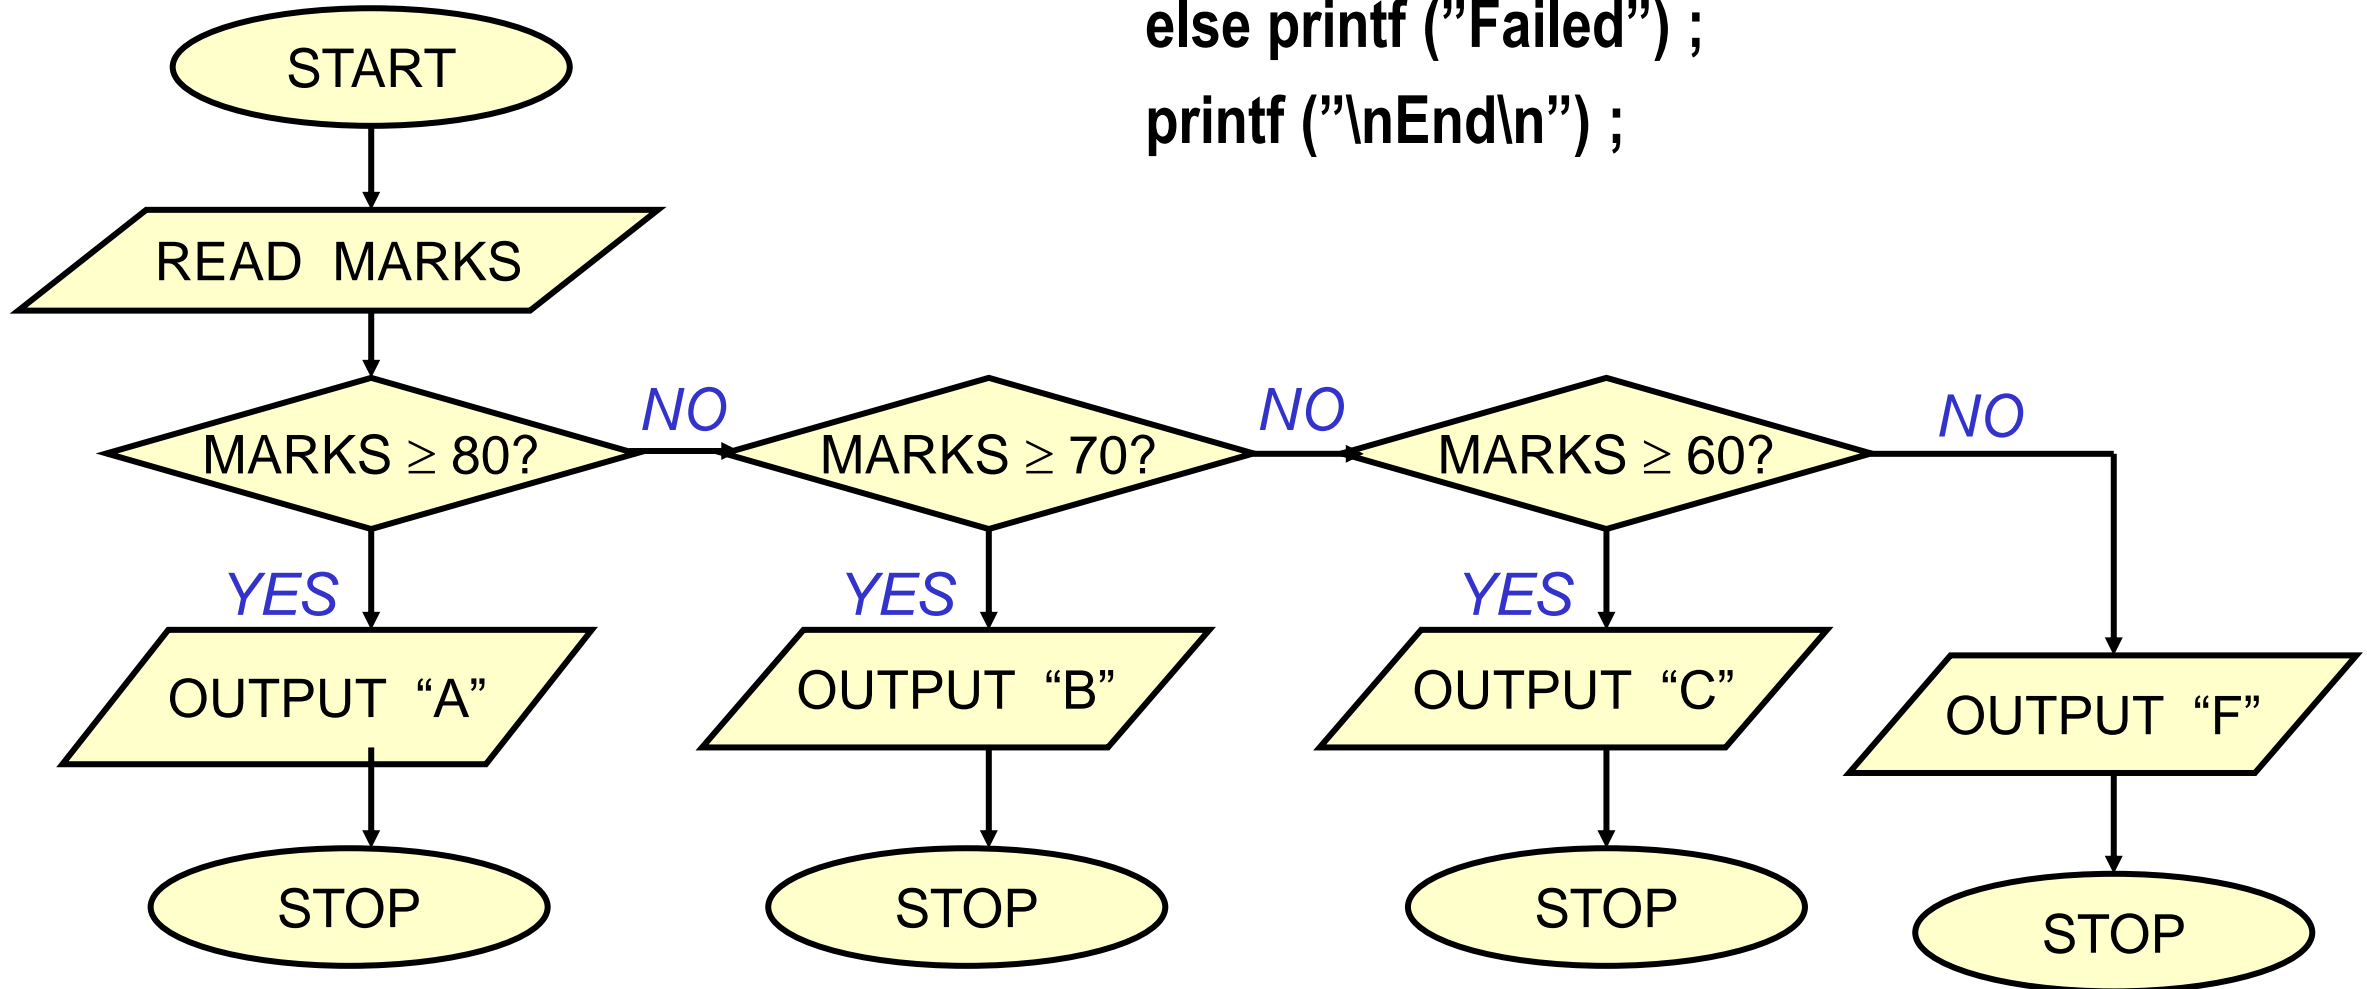 else printf (”Failed”) ;
printf (”\nEnd\n”) ;
START
READ MARKS
MARKS ≥ 80?
NO
MARKS ≥ 70?
NO
MARKS ≥ 60?
NO
YES
YES
YES
OUTPUT “A”
OUTPUT “B”
OUTPUT “C”
OUTPUT “F”
STOP
STOP
STOP
STOP